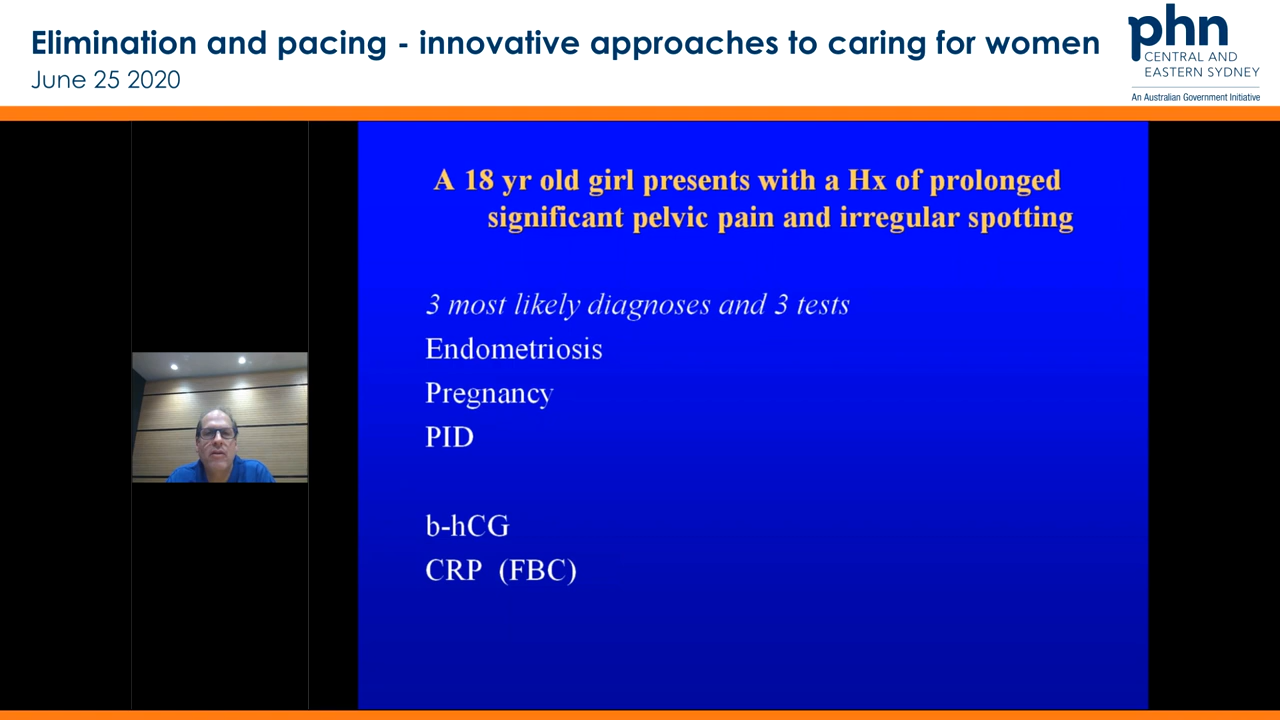 Elimination and pacing - innovative approaches to caring for women
June 25 2020
phn
CENTRAL AND
EASTERN SYDNEY
An Australian Government Initiative
A 18 yr old girl presents with a Hx of prolonged
significant pelvic pain and irregular spotting
3 most likely diagnoses and 3 tests
Endometriosis
Pregnancy
PID
b-hCG
CRP (FBC)